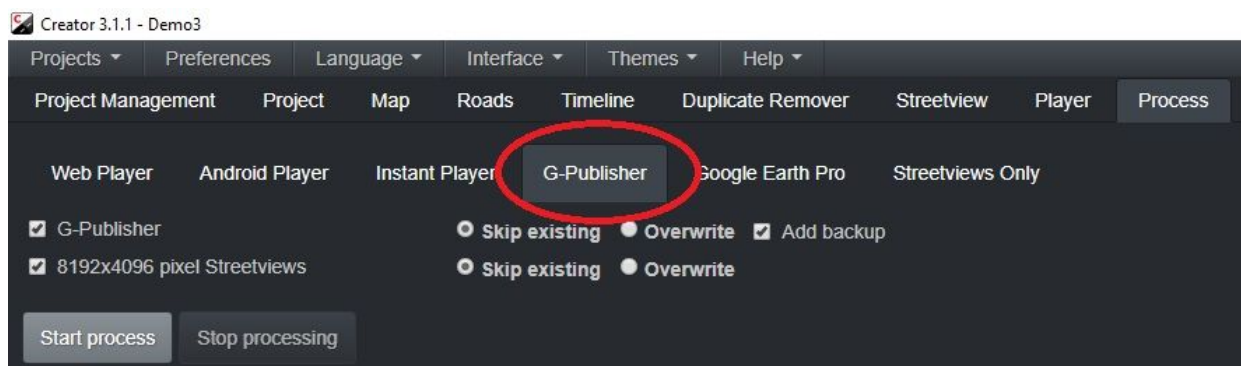 Creator 3.1.1 - Demo3
Projects Preferences Language Interface Themes Help
Project Management Project Map Roads Timeline Duplicate Remover Streetview Player Process
Web Player Android Player Instant Player G-Publisher Google Earth Pro Streetviews Only
G-Publisher Skip existing Overwrite Add backup
8192x4096 pixel Streetviews Skip existing Overwrite
Start process Stop processing